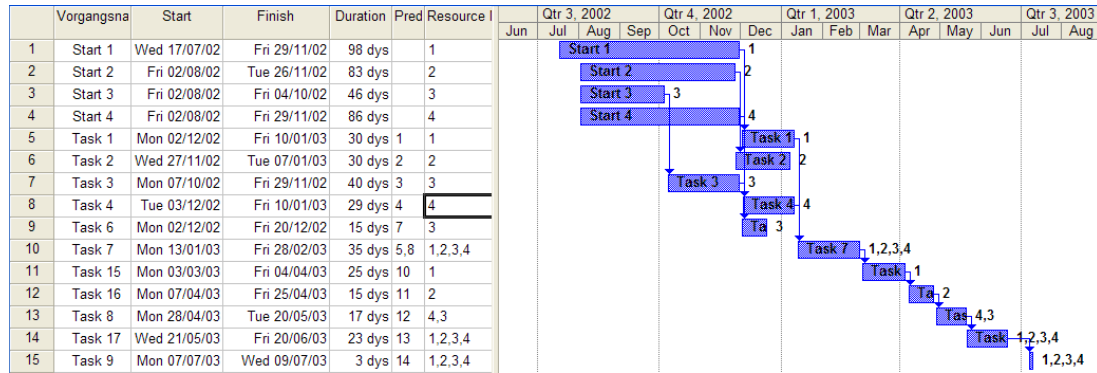 Qtr 3, 2002 Qtr 4, 2002 Qtr 1, 2003 Qtr 2, 2003 Qtr 3, 2003
Vorgangsna Start Finish Duration Pred Resource I Jun Jul Aug Sep Oct Nov Dec Jan Feb Mar Apr May Jun Jul Aug
1 Start 1 Wed 17/07/02 Fri 29/11/02 98 dys 1 Start 1 1
2 Start 2 Fri 02/08/02 Tue 26/11/02 83 dys 2 Start 2 2
3 Start 3 Fri 02/08/02 Fri 04/10/02 46 dys 3 Start 3 3
4 Start 4 Fri 02/08/02 Fri 29/11/02 86 dys 4 Start 4 4
5 Task 1 Mon 02/12/02 Fri 10/01/03 30 dys 1 1 Task 1 1
6 Task 2 Wed 27/11/02 Tue 07/01/03 30 dys 2 2 Task 2 2
7 Task 3 Mon 07/10/02 Fri 29/11/02 40 dys 3 3 Task 3 3
8 Task 4 Tue 03/12/02 Fri 10/01/03 29 dys 4 4 Task 4 4
9 Task 6 Mon 02/12/02 Fri 20/12/02 15 dys 7 3 Ta 3
10 Task 7 Mon 13/01/03 Fri 28/02/03 35 dys 5,8 1,2,3,4 Task 7 1,2,3,4
11 Task 15 Mon 03/03/03 Fri 04/04/03 25 dys 10 1 Task 1
12 Task 16 Mon 07/04/03 Fri 25/04/03 15 dys 11 2 Ta 2
13 Task 8 Mon 28/04/03 Tue 20/05/03 17 dys 12 4,3 Tas 4,3
14 Task 17 Wed 21/05/03 Fri 20/06/03 23 dys 13 1,2,3,4 Task 1,2,3,4
15 Task 9 Mon 07/07/03 Wed 09/07/03 3 dys 14 1,2,3,4 1,2,3,4